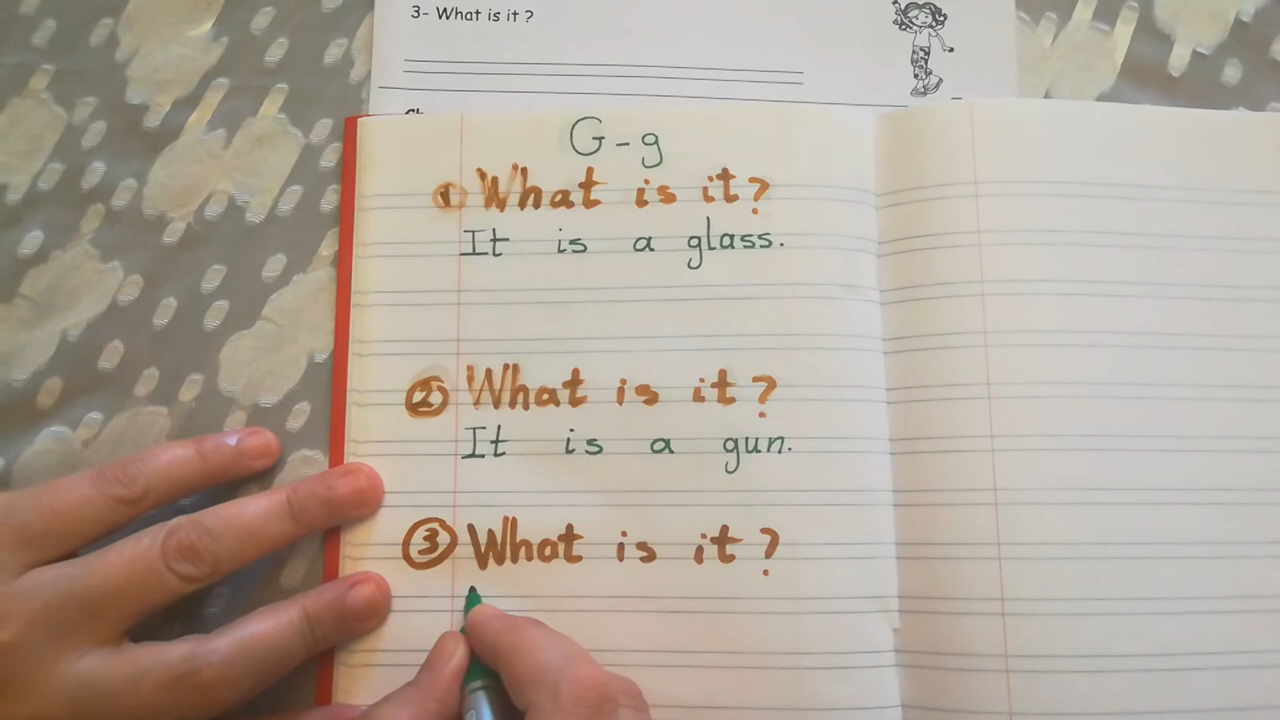 3- What is it ?
G-g
① What is it?
It is a glass.
② What is it?
It is a gun.
③ What is it?